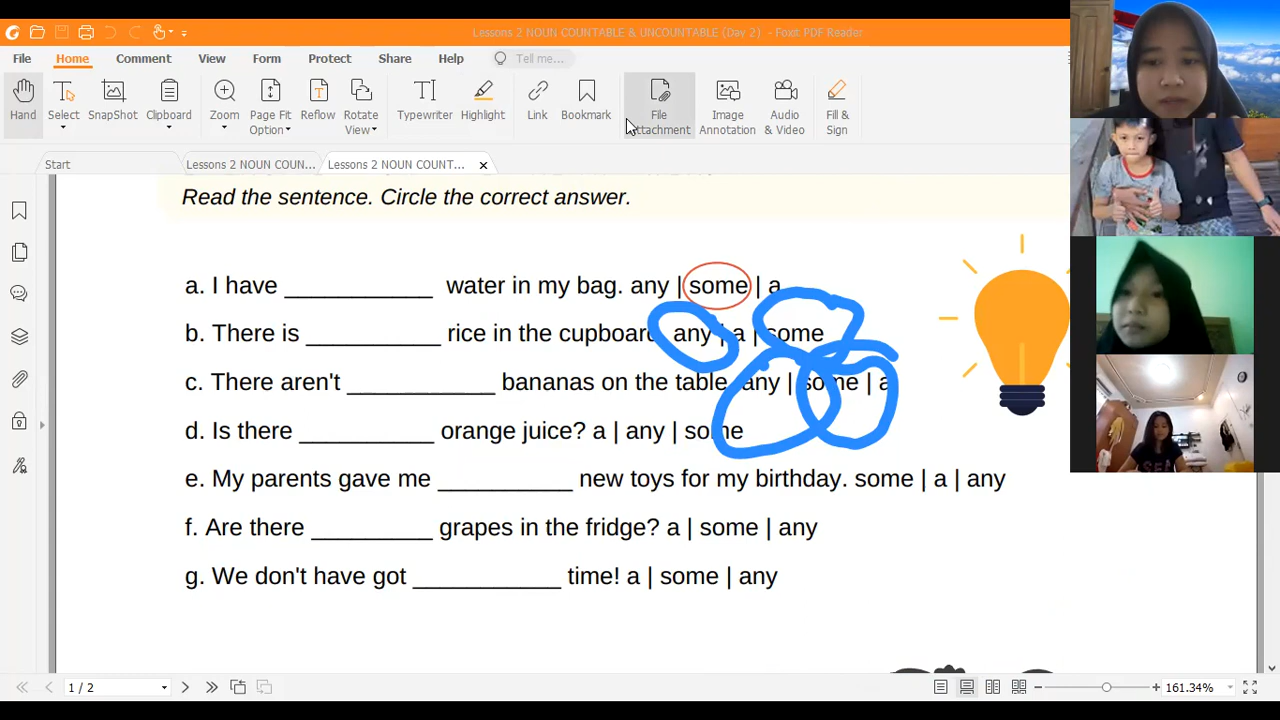 Lessons 2 NOUN COUNTABLE & UNCOUNTABLE (Day 2) - Foxit PDF Reader
File Home Comment View Form Protect Share Help Tell me...
Hand Select SnapShot Clipboard Zoom Page Fit Option Reflow Rotate View Typewriter Highlight Link Bookmark File Attachment Image Annotation Audio & Video Fill & Sign
Start Lessons 2 NOUN COUN... Lessons 2 NOUN COUNT...
Read the sentence. Circle the correct answer.
a. I have ___________ water in my bag. any | some | a
b. There is __________ rice in the cupboard. any | a | some
c. There aren't ___________ bananas on the table. any | some | a
d. Is there __________ orange juice? a | any | some
e. My parents gave me __________ new toys for my birthday. some | a | any
f. Are there _________ grapes in the fridge? a | some | any
g. We don't have got ___________ time! a | some | any
1 / 2 161.34%